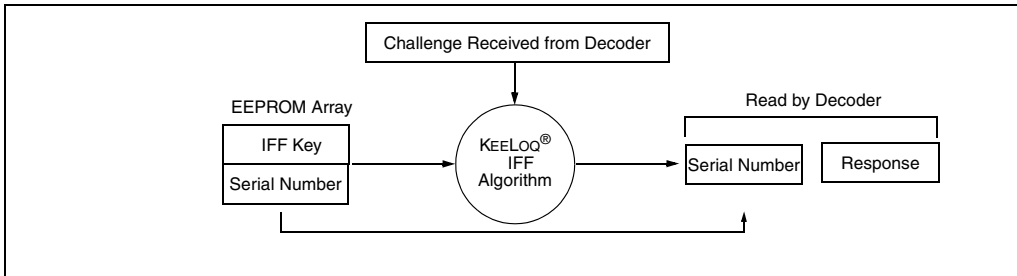 Challenge Received from Decoder
EEPROM Array
IFF Key
Serial Number
KEELOQ®
IFF
Algorithm
Read by Decoder
Serial Number
Response